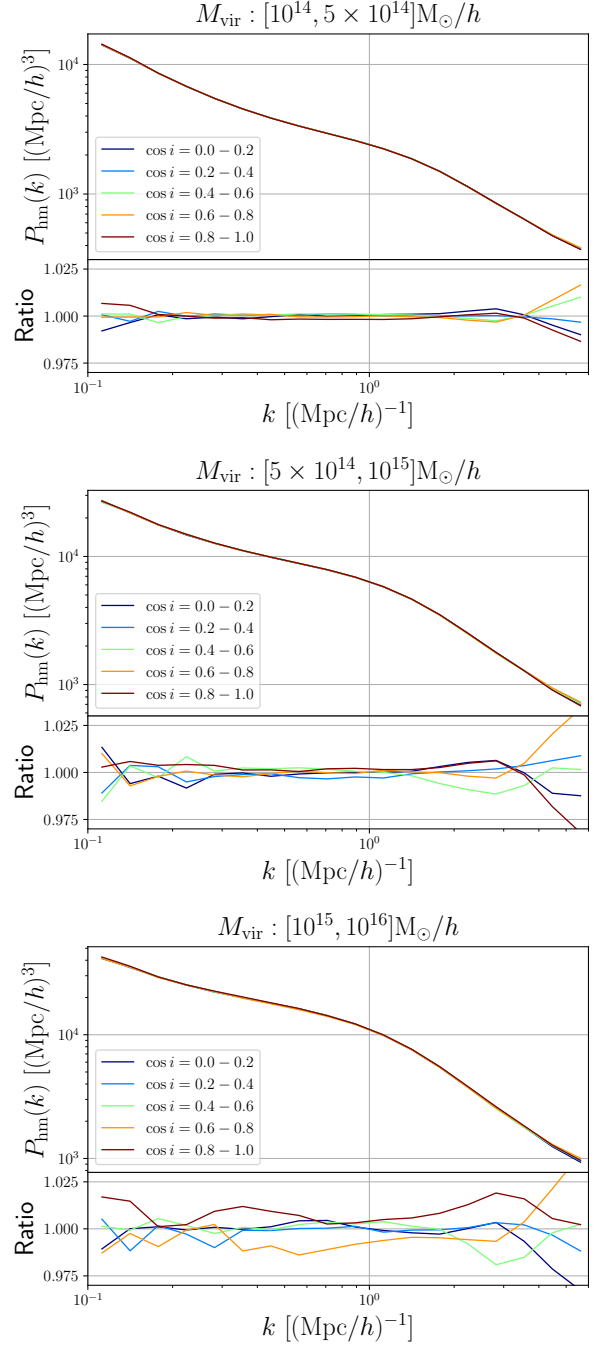 M_vir : [10^14, 5 × 10^14]M_⊙/h
P_hm(k) [(Mpc/h)^3]
10^4
10^3
cos i = 0.0 − 0.2
cos i = 0.2 − 0.4
cos i = 0.4 − 0.6
cos i = 0.6 − 0.8
cos i = 0.8 − 1.0
Ratio
1.025
1.000
0.975
10^−1
10^0
k [(Mpc/h)^−1]
M_vir : [5 × 10^14, 10^15]M_⊙/h
P_hm(k) [(Mpc/h)^3]
10^4
10^3
cos i = 0.0 − 0.2
cos i = 0.2 − 0.4
cos i = 0.4 − 0.6
cos i = 0.6 − 0.8
cos i = 0.8 − 1.0
Ratio
1.025
1.000
0.975
10^−1
10^0
k [(Mpc/h)^−1]
M_vir : [10^15, 10^16]M_⊙/h
P_hm(k) [(Mpc/h)^3]
10^4
10^3
cos i = 0.0 − 0.2
cos i = 0.2 − 0.4
cos i = 0.4 − 0.6
cos i = 0.6 − 0.8
cos i = 0.8 − 1.0
Ratio
1.025
1.000
0.975
10^−1
10^0
k [(Mpc/h)^−1]